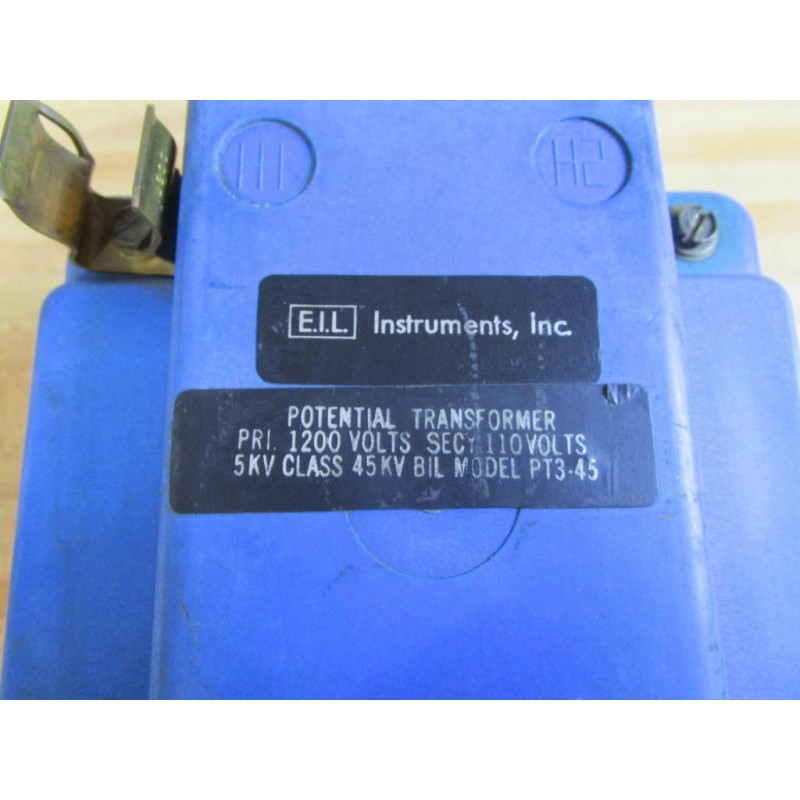 H1 H2
E.I.L. Instruments, Inc.
POTENTIAL TRANSFORMER
PRI. 1200 VOLTS SECY 110 VOLTS
5KV CLASS 45KV BIL MODEL PT3-45